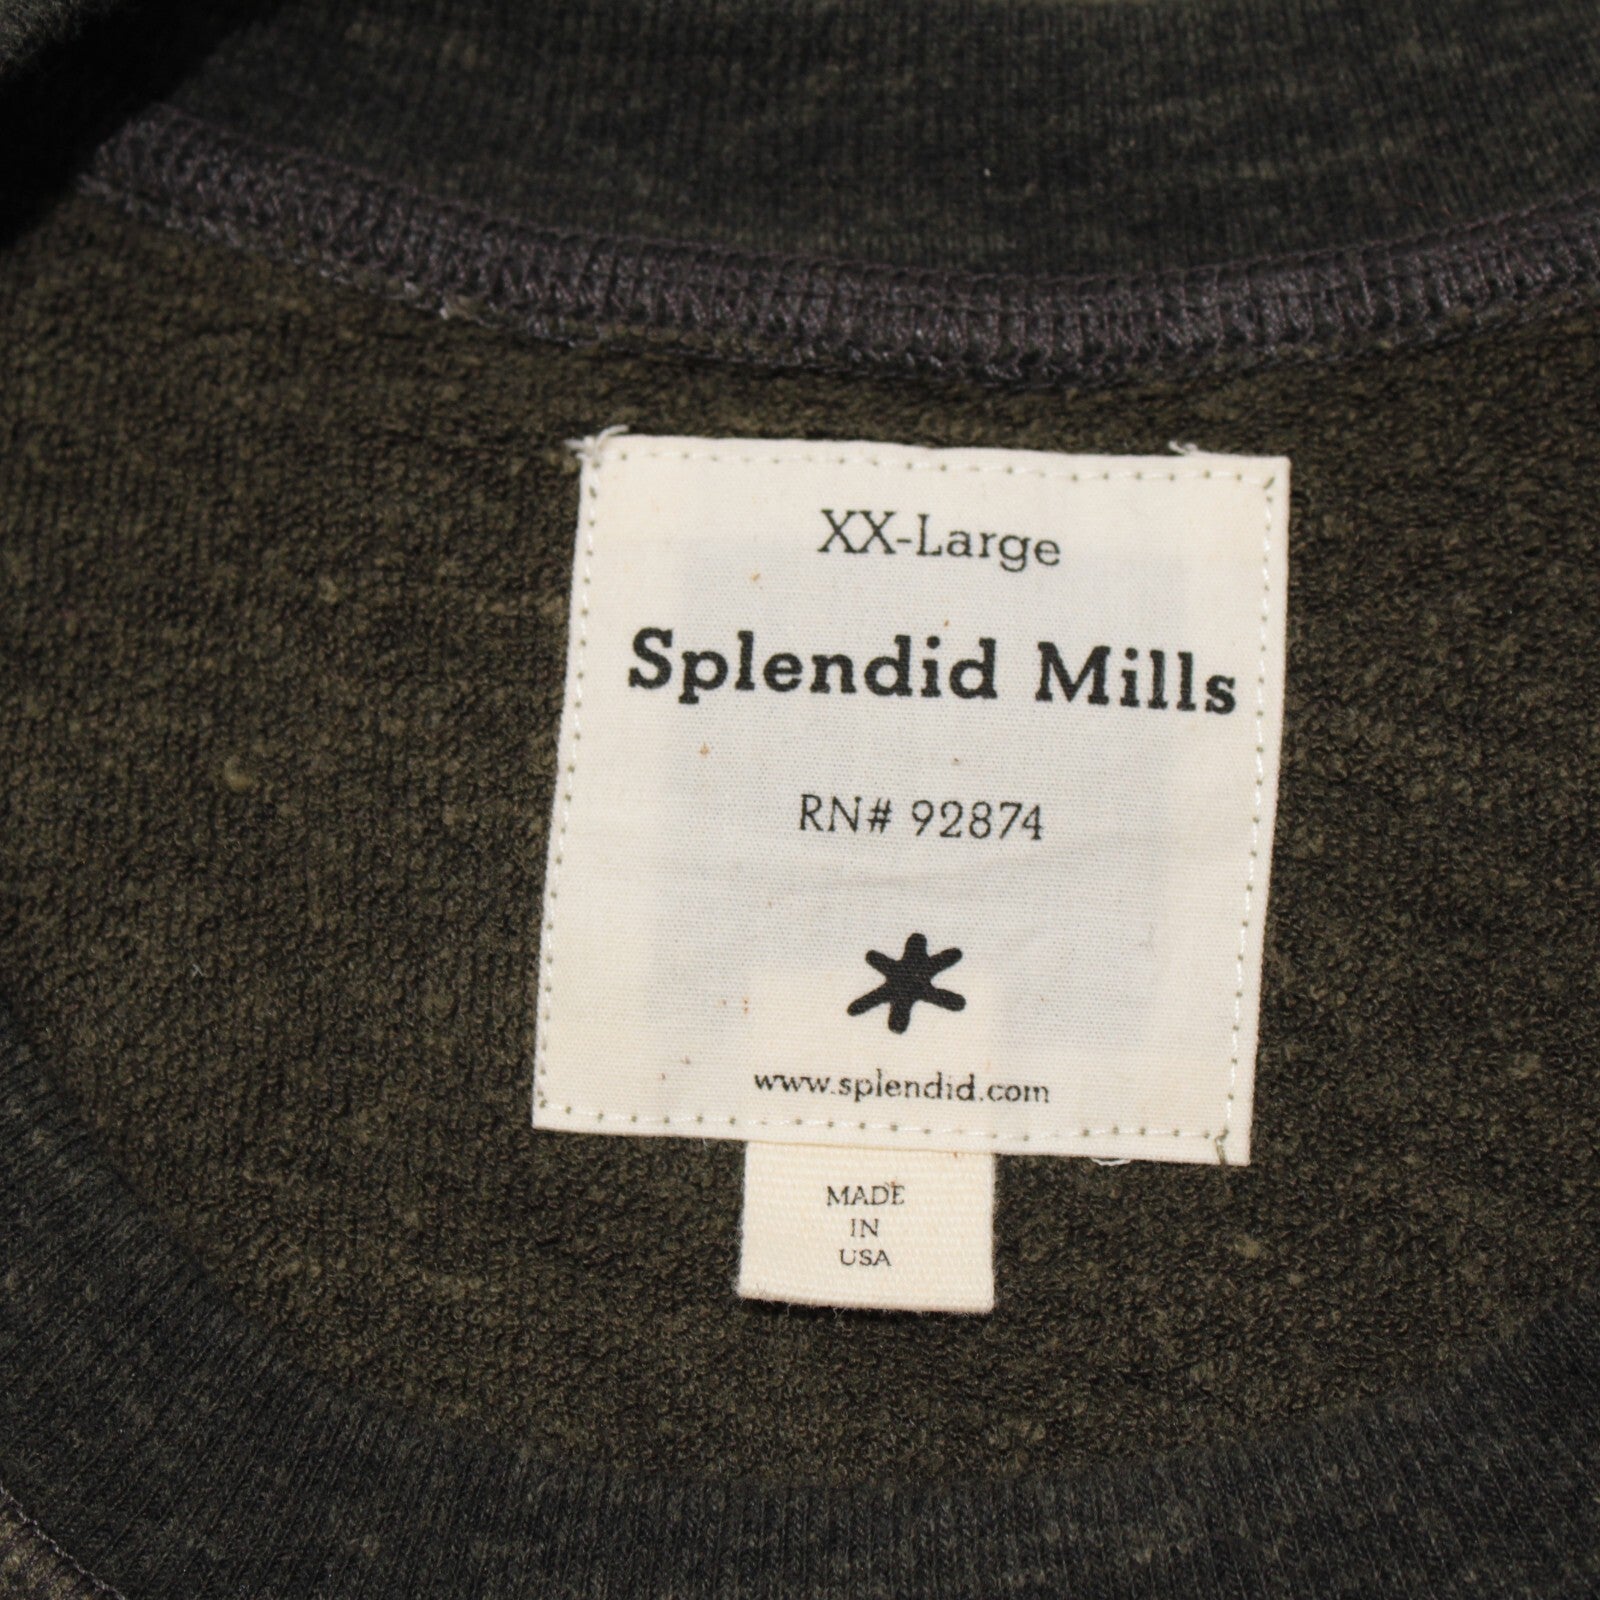 XX-Large
Splendid Mills
RN# 92874
www.splendid.com
MADE
IN
USA